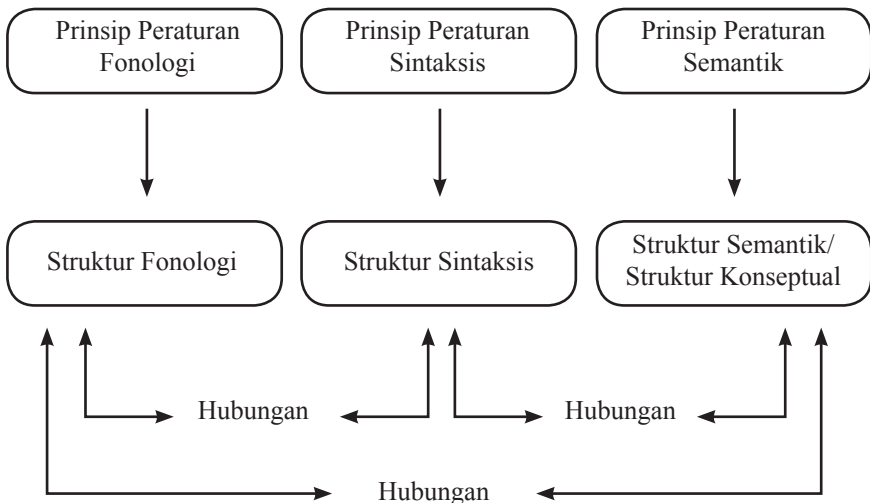 Prinsip Peraturan
Fonologi
Prinsip Peraturan
Sintaksis
Prinsip Peraturan
Semantik
Struktur Fonologi
Struktur Sintaksis
Struktur Semantik/
Struktur Konseptual
Hubungan
Hubungan
Hubungan